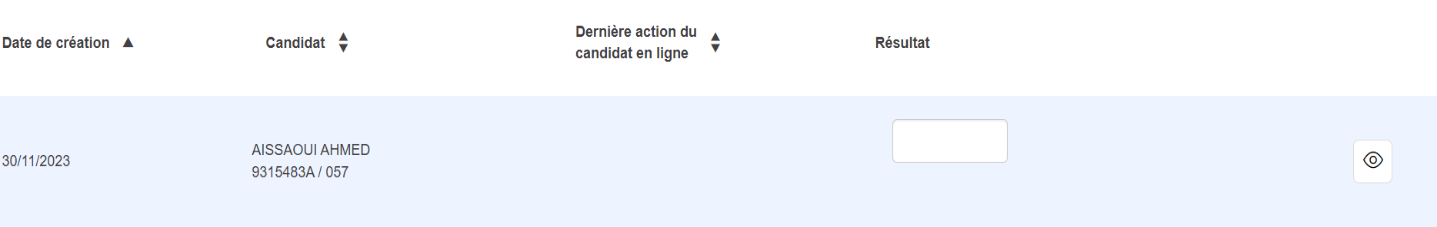 Date de création ▲
Candidat
Dernière action du
candidat en ligne
Résultat
30/11/2023
AISSAOUI AHMED
9315483A / 057